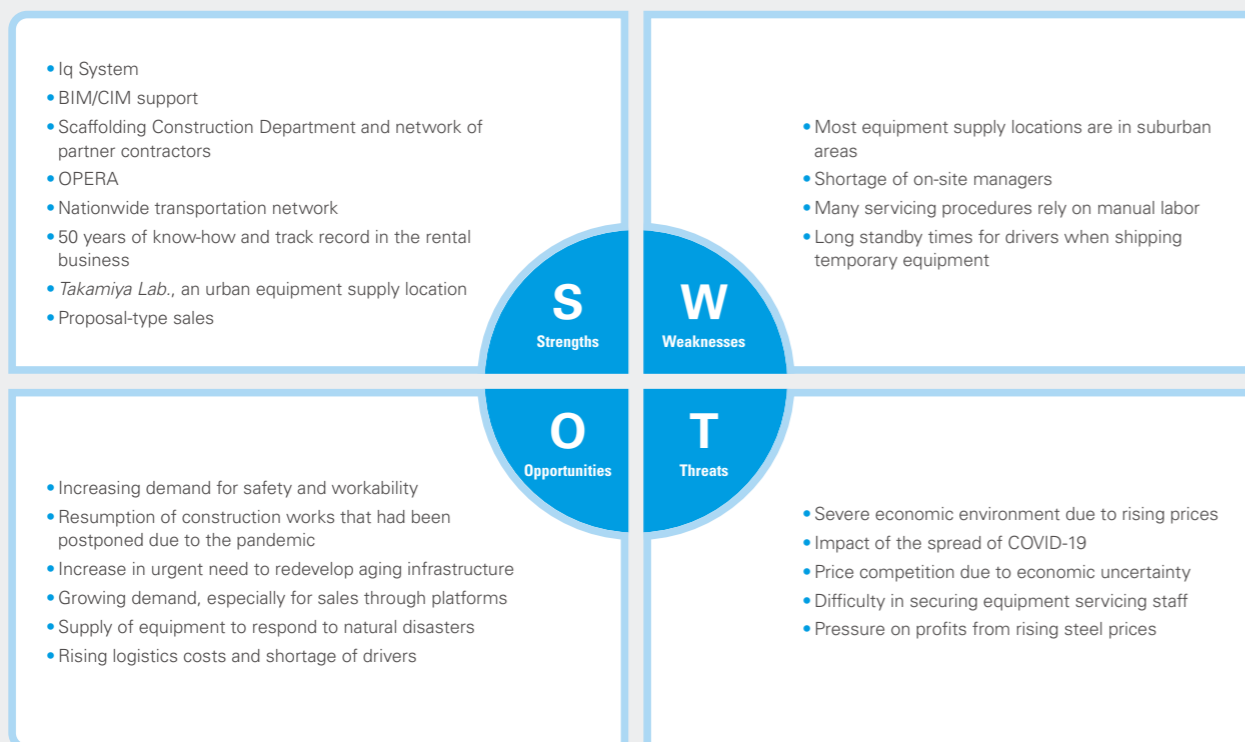 • Iq System
• BIM/CIM support
• Scaffolding Construction Department and network of
partner contractors
• OPERA
• Nationwide transportation network
• 50 years of know-how and track record in the rental
business
• Takamiya Lab., an urban equipment supply location
• Proposal-type sales
S
Strengths
W
Weaknesses
• Most equipment supply locations are in suburban
areas
• Shortage of on-site managers
• Many servicing procedures rely on manual labor
• Long standby times for drivers when shipping
temporary equipment
O
Opportunities
• Increasing demand for safety and workability
• Resumption of construction works that had been
postponed due to the pandemic
• Increase in urgent need to redevelop aging infrastructure
• Growing demand, especially for sales through platforms
• Supply of equipment to respond to natural disasters
• Rising logistics costs and shortage of drivers
T
Threats
• Severe economic environment due to rising prices
• Impact of the spread of COVID-19
• Price competition due to economic uncertainty
• Difficulty in securing equipment servicing staff
• Pressure on profits from rising steel prices